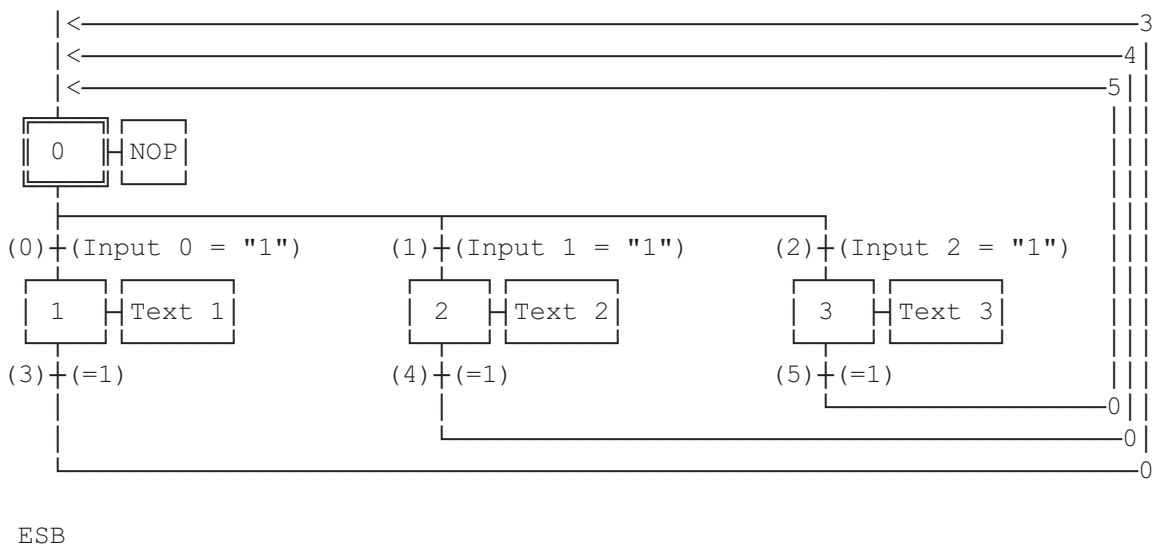 3
4
5
0 NOP
(0) (Input 0 = "1") (1) (Input 1 = "1") (2) (Input 2 = "1")
1 Text 1 2 Text 2 3 Text 3
(3) (=1) (4) (=1) (5) (=1)
0
0
0
ESB